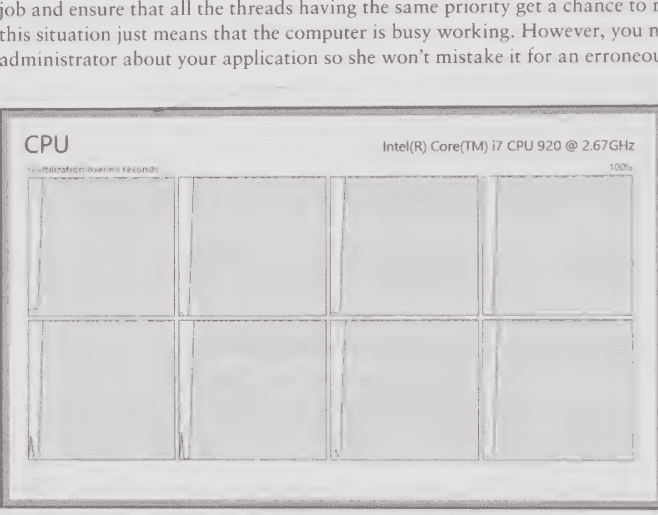 job and ensure that all the threads having the same priority get a chance to
this situation just means that the computer is busy working. However, you
administrator about your application so she won’t mistake it for an
CPU
Intel(R) Core(TM) i7 CPU 920 @ 2.67GHz
100%